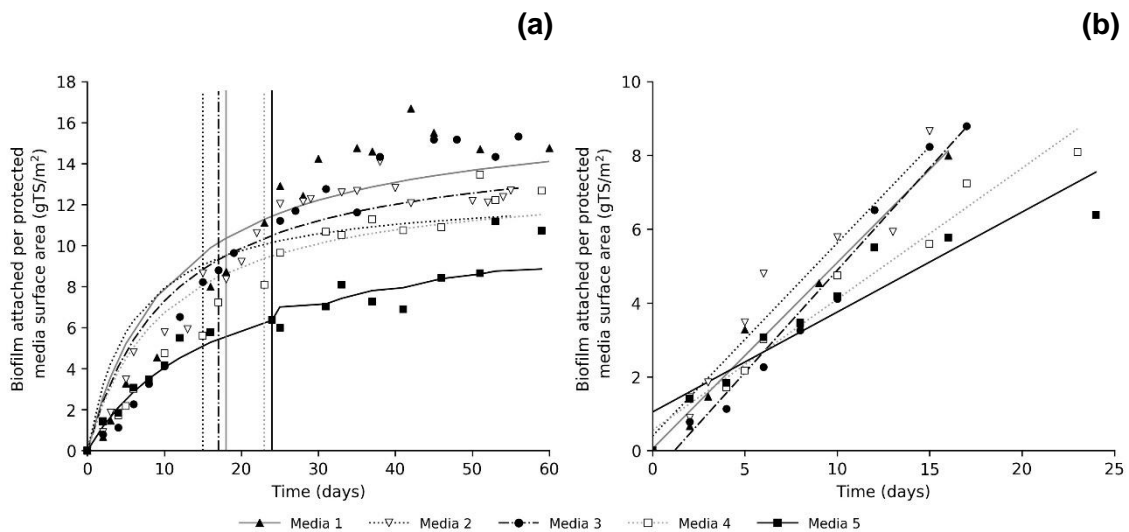 (a)
(b)
Biofilm attached per protected
media surface area (gTS/m²)
18
16
14
12
10
8
6
4
2
0
0 10 20 30 40 50 60
Time (days)
Biofilm attached per protected
media surface area (gTS/m²)
10
8
6
4
2
0
0 5 10 15 20 25
Time (days)
Media 1 Media 2 Media 3 Media 4 Media 5